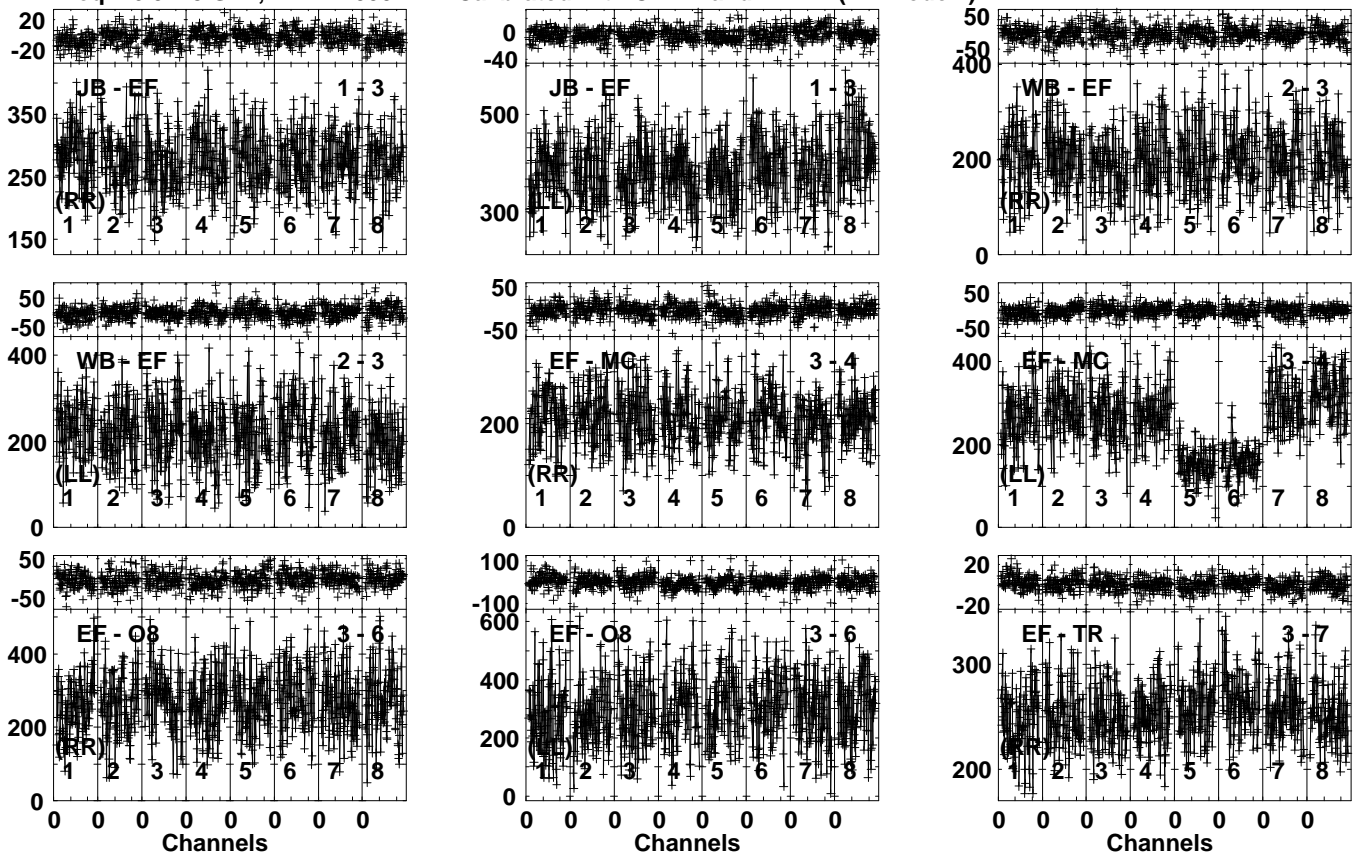 20
-20
JB - EF 1 - 3
350
250
150
(RR)
1 2 3 4 5 6 7 8
0
-40
JB - EF 1 - 3
500
300
(LL)
1 2 3 4 5 6 7 8
50
-50
400
WB - EF 2 - 3
200
0
(RR)
1 2 3 4 5 6 7 8
50
-50
400
WB - EF 2 - 3
200
(LL)
1 2 3 4 5 6 7 8
0
50
-50
EF - MC 3 - 4
200
(RR)
1 2 3 4 5 6 7 8
0
50
-50
400
EF - MC 3 - 4
200
(LL)
1 2 3 4 5 6 7 8
0
50
-50
EF - O8 3 - 6
400
200
(RR)
1 2 3 4 5 6 7 8
0
0 0 0 0 0 0 0 0
Channels
100
-100
600
EF - O8 3 - 6
400
200
(LL)
1 2 3 4 5 6 7 8
0
0 0 0 0 0 0 0 0
Channels
20
-20
EF - TR 3 - 7
300
(RR)
200
1 2 3 4 5 6 7 8
0 0 0 0 0 0 0 0
Channels